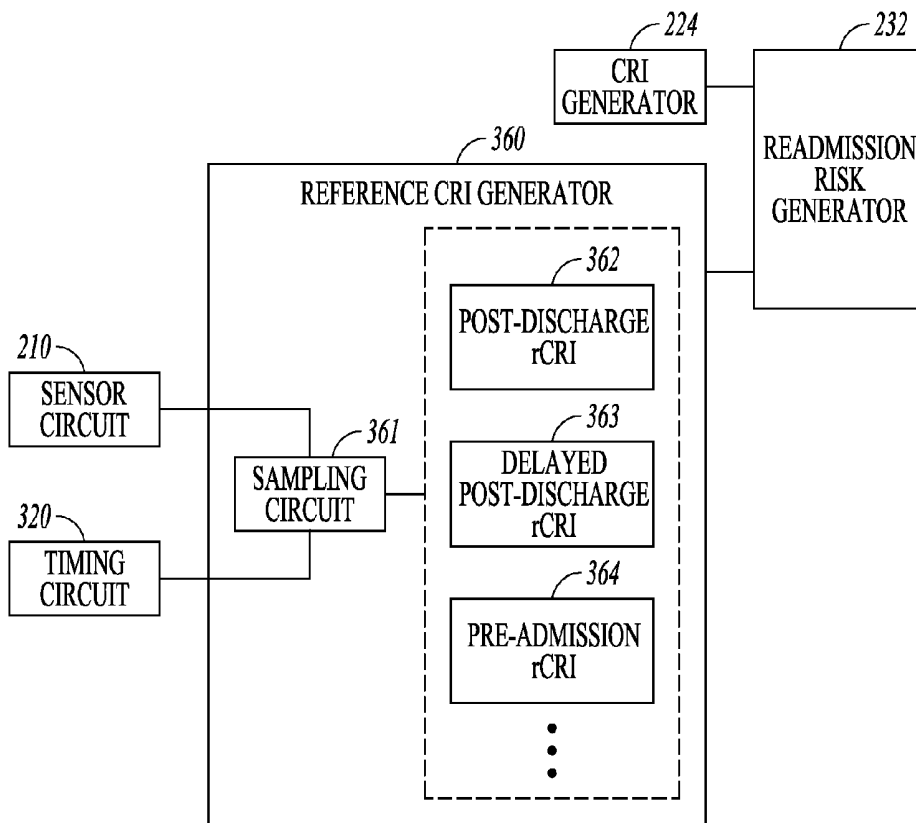 224
CRI
GENERATOR
232
READMISSION
RISK
GENERATOR
360
REFERENCE CRI GENERATOR
362
POST-DISCHARGE
rCRI
210
SENSOR
CIRCUIT
361
SAMPLING
CIRCUIT
363
DELAYED
POST-DISCHARGE
rCRI
320
TIMING
CIRCUIT
364
PRE-ADMISSION
rCRI